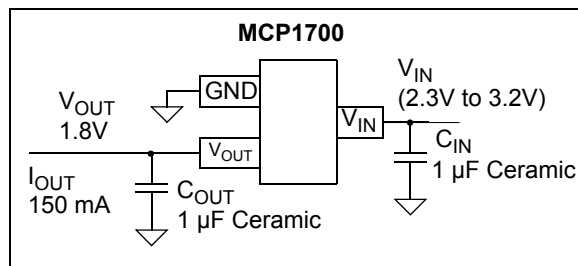 MCP1700
GND
VIN
(2.3V to 3.2V)
VOUT
1.8V
VIN
VOUT
CIN
1 µF Ceramic
IOUT
150 mA
COUT
1 µF Ceramic